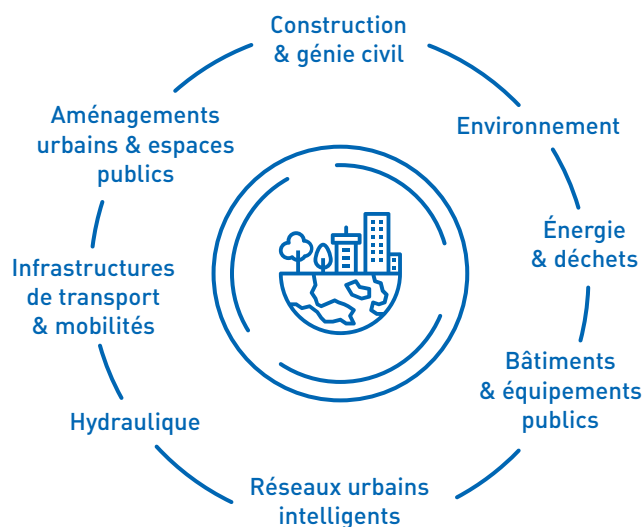 Construction
& génie civil
Environnement
Énergie
& déchets
Bâtiments
& équipements
publics
Réseaux urbains
intelligents
Hydraulique
Infrastructures
de transport
& mobilités
Aménagements
urbains & espaces
publics